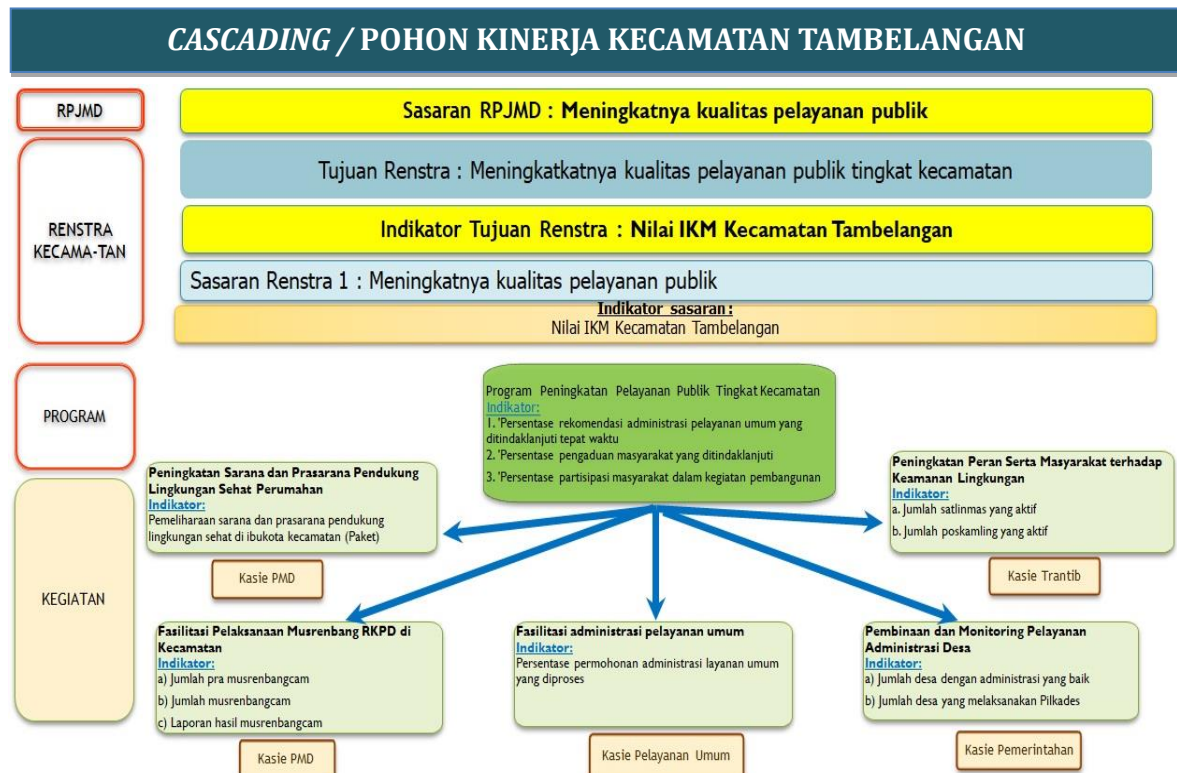 CASCADING / POHON KINERJA KECAMATAN TAMBELANGAN
RPJMD
Sasaran RPJMD : Meningkatnya kualitas pelayanan publik
RENSTRA
KECAMA-TAN
Tujuan Renstra : Meningkatkatnya kualitas pelayanan publik tingkat kecamatan
Indikator Tujuan Renstra : Nilai IKM Kecamatan Tambelangan
Sasaran Renstra 1 : Meningkatnya kualitas pelayanan publik
Indikator sasaran :
Nilai IKM Kecamatan Tambelangan
PROGRAM
Program Peningkatan Pelayanan Publik Tingkat Kecamatan
Indikator:
1. 'Persentase rekomendasi administrasi pelayanan umum yang
ditindaklanjuti tepat waktu
2. 'Persentase pengaduan masyarakat yang ditindaklanjuti
3. 'Persentase partisipasi masyarakat dalam kegiatan pembangunan
KEGIATAN
Peningkatan Sarana dan Prasarana Pendukung
Lingkungan Sehat Perumahan
Indikator:
Pemeliharaan sarana dan prasarana pendukung
lingkungan sehat di ibukota kecamatan (Paket)
Kasie PMD
Peningkatan Peran Serta Masyarakat terhadap
Keamanan Lingkungan
Indikator:
a. Jumlah satlinmas yang aktif
b. Jumlah poskamling yang aktif
Kasie Trantib
Fasilitasi Pelaksanaan Musrenbang RKPD di
Kecamatan
Indikator:
a) Jumlah pra musrenbangcam
b) Jumlah musrenbangcam
c) Laporan hasil musrenbangcam
Kasie PMD
Fasilitasi administrasi pelayanan umum
Indikator:
Persentase permohonan administrasi layanan umum
yang diproses
Kasie Pelayanan Umum
Pembinaan dan Monitoring Pelayanan
Administrasi Desa
Indikator:
a) Jumlah desa dengan administrasi yang baik
b) Jumlah desa yang melaksanakan Pilkades
Kasie Pemerintahan